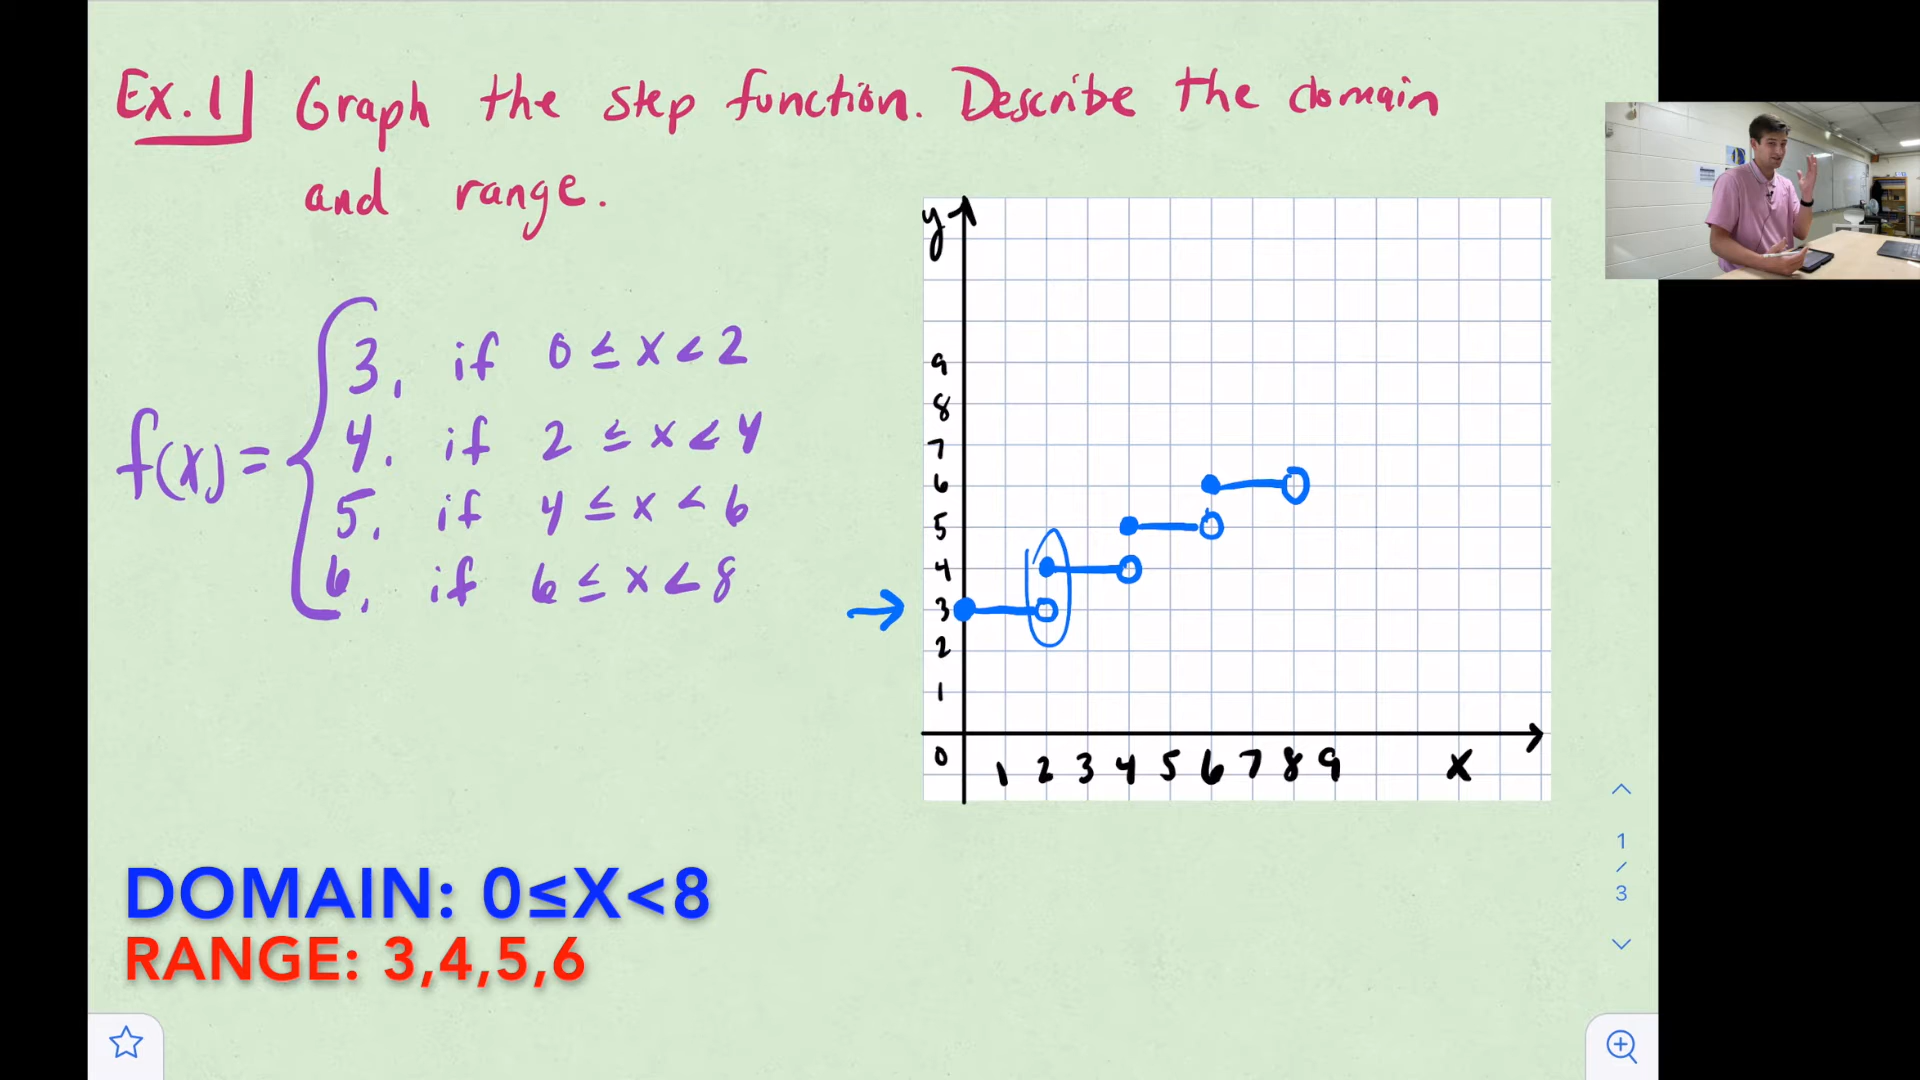 Ex. 1 Graph the step function. Describe the domain
and range.
f(x) =
3, if 0 ≤ x < 2
4. if 2 ≤ x < 4
5, if 4 ≤ x < 6
6, if 6 ≤ x < 8
y
9
8
7
6
5
4
3
2
1
0 1 2 3 4 5 6 7 8 9 x
DOMAIN: 0≤X<8
RANGE: 3,4,5,6
1
/
3